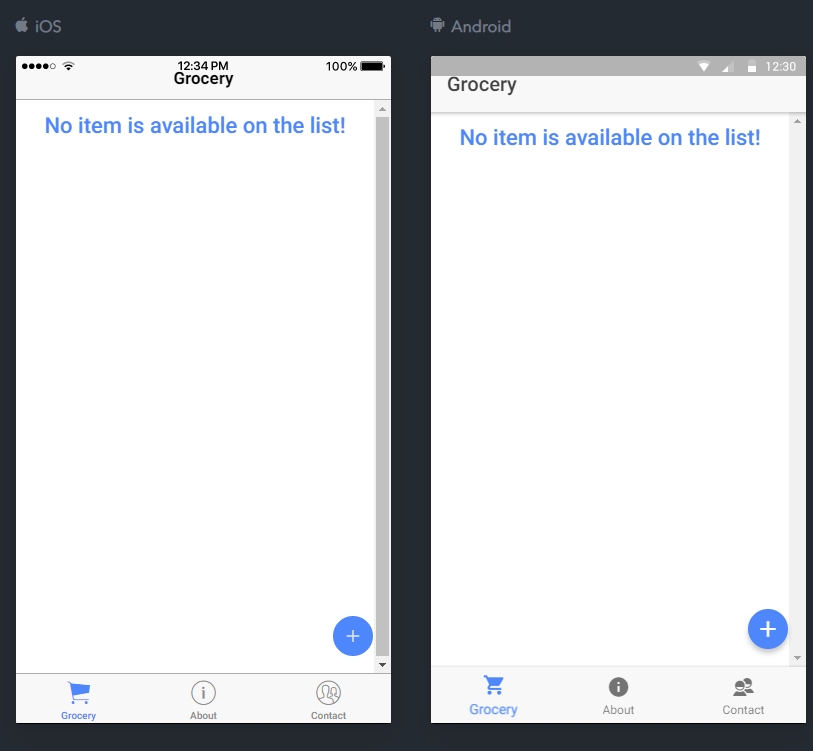 iOS
12:34 PM
100%
Grocery
No item is available on the list!
+
Grocery
About
Contact
Android
12:30
Grocery
No item is available on the list!
+
Grocery
About
Contact